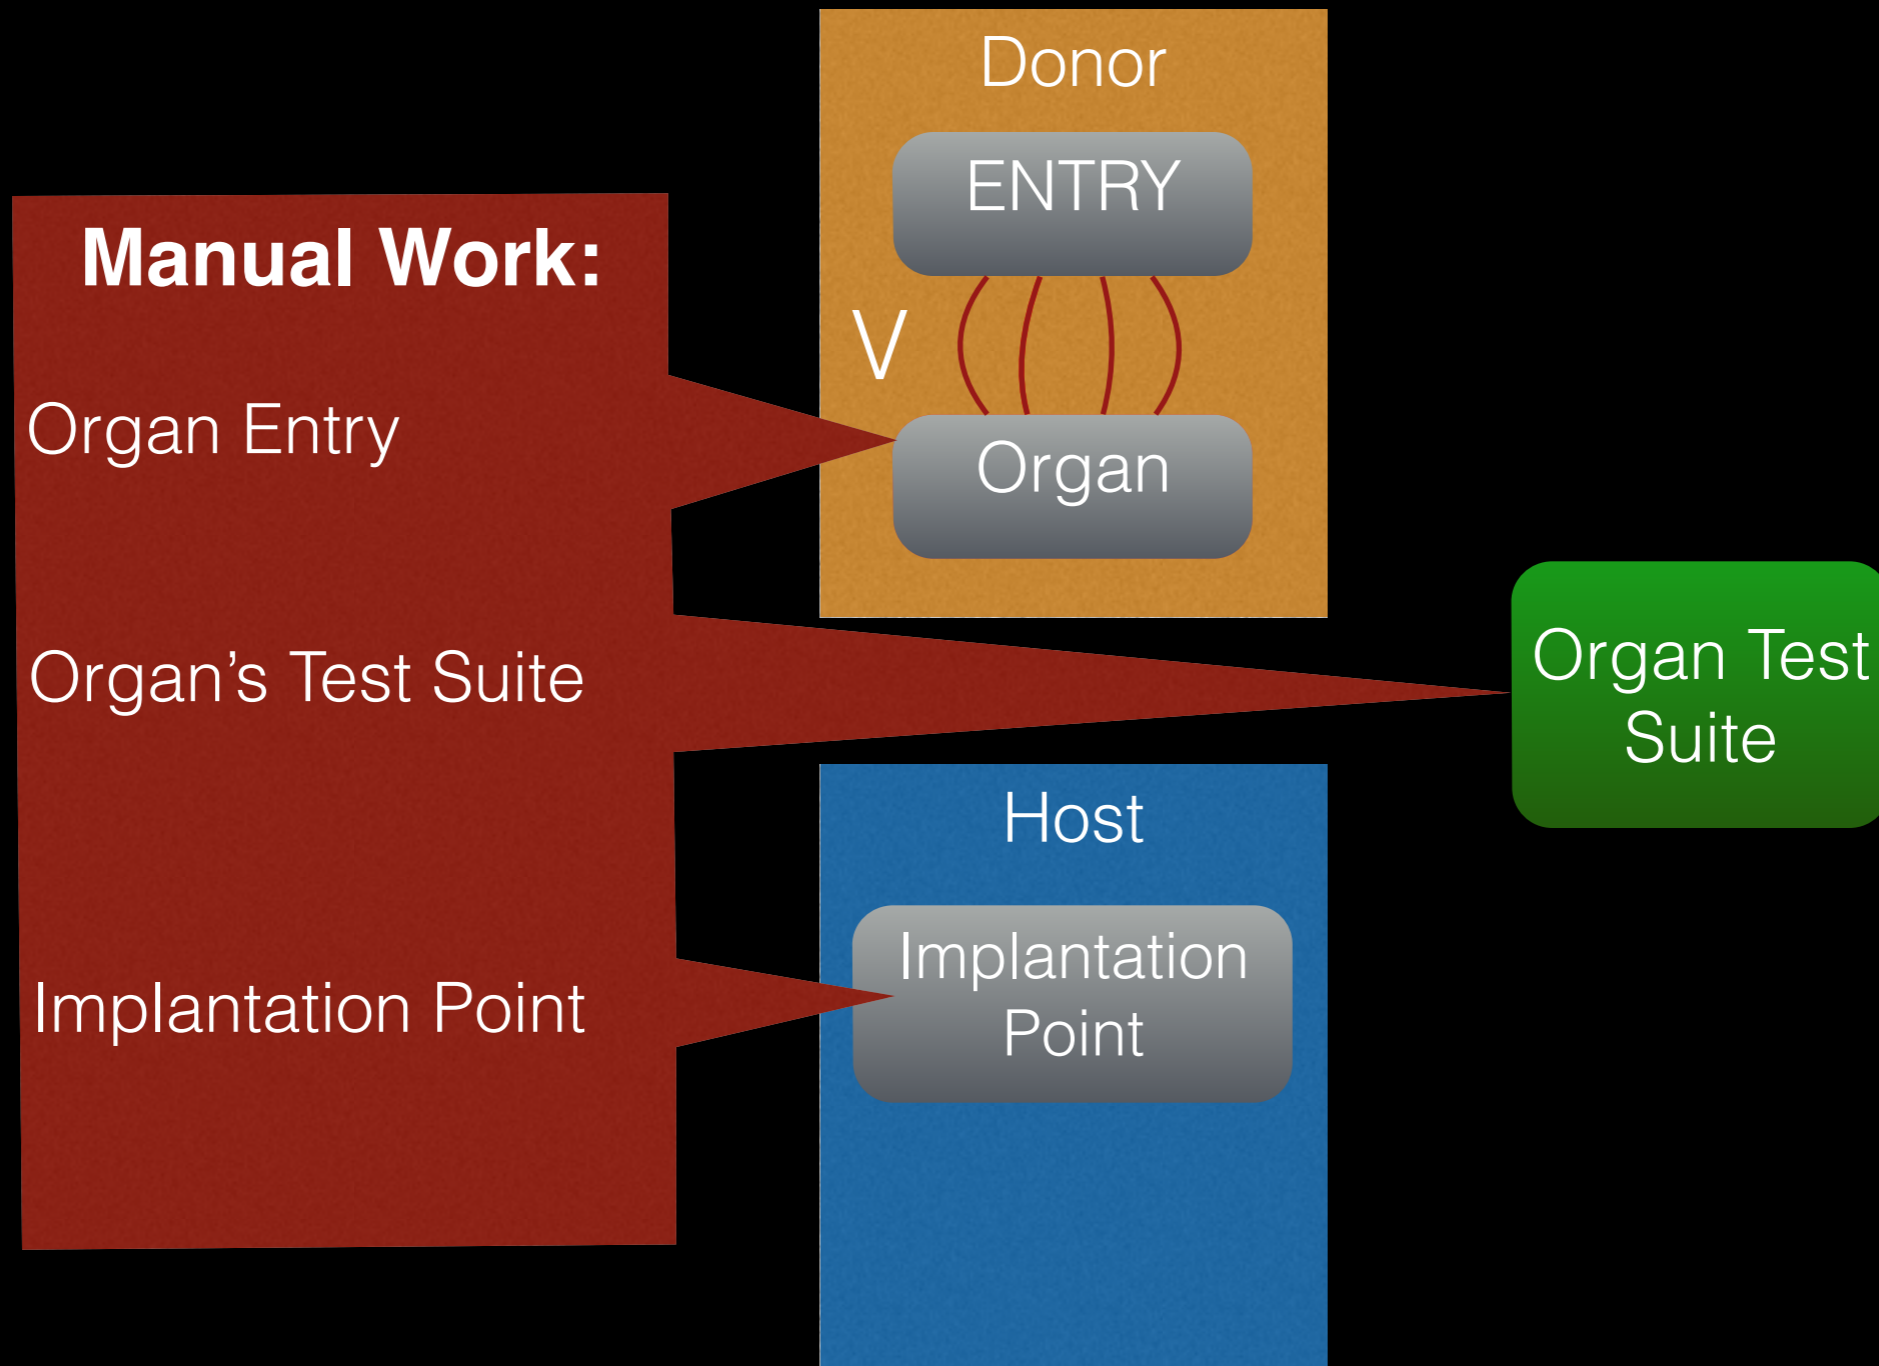 Manual Work:
Organ Entry
Organ’s Test Suite
Implantation Point
Donor
ENTRY
V
Organ
Host
Implantation
Point
Organ Test
Suite